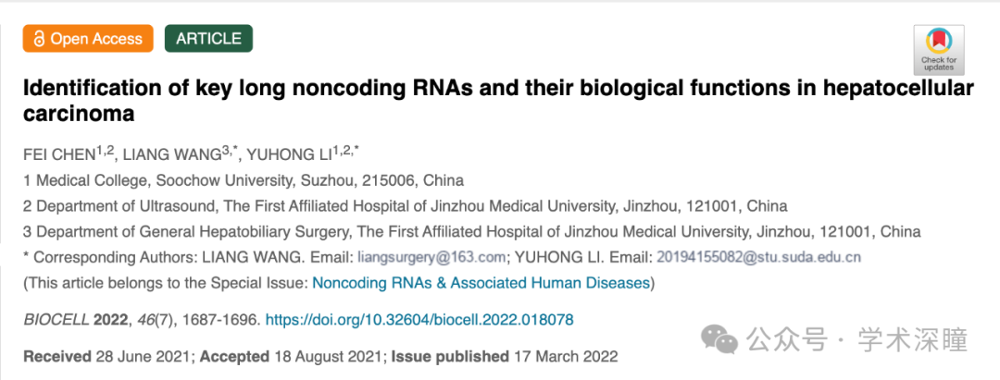 Open Access ARTICLE
Check for
updates
Identification of key long noncoding RNAs and their biological functions in hepatocellular
carcinoma
FEI CHEN1,2, LIANG WANG3,*, YUHONG LI1,2,*
1 Medical College, Soochow University, Suzhou, 215006, China
2 Department of Ultrasound, The First Affiliated Hospital of Jinzhou Medical University, Jinzhou, 121001, China
3 Department of General Hepatobiliary Surgery, The First Affiliated Hospital of Jinzhou Medical University, Jinzhou, 121001, China
* Corresponding Authors: LIANG WANG. Email: liangsurgery@163.com; YUHONG LI. Email: 20194155082@stu.suda.edu.cn
(This article belongs to the Special Issue: Noncoding RNAs & Associated Human Diseases)
BIOCELL 2022, 46(7), 1687-1696. https://doi.org/10.32604/biocell.2022.018078
Received 28 June 2021; Accepted 18 August 2021; Issue published 17 March 2022
公众号 · 学术深瞳